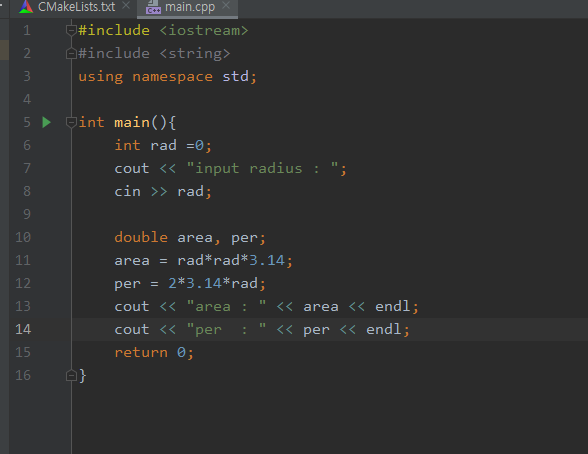 CMakeLists.txt × main.cpp ×
1 #include <iostream>
2 #include <string>
3 using namespace std;
4
5 int main(){
6 int rad =0;
7 cout << "input radius : ";
8 cin >> rad;
9
10 double area, per;
11 area = rad*rad*3.14;
12 per = 2*3.14*rad;
13 cout << "area : " << area << endl;
14 cout << "per  : " << per << endl;
15 return 0;
16 }